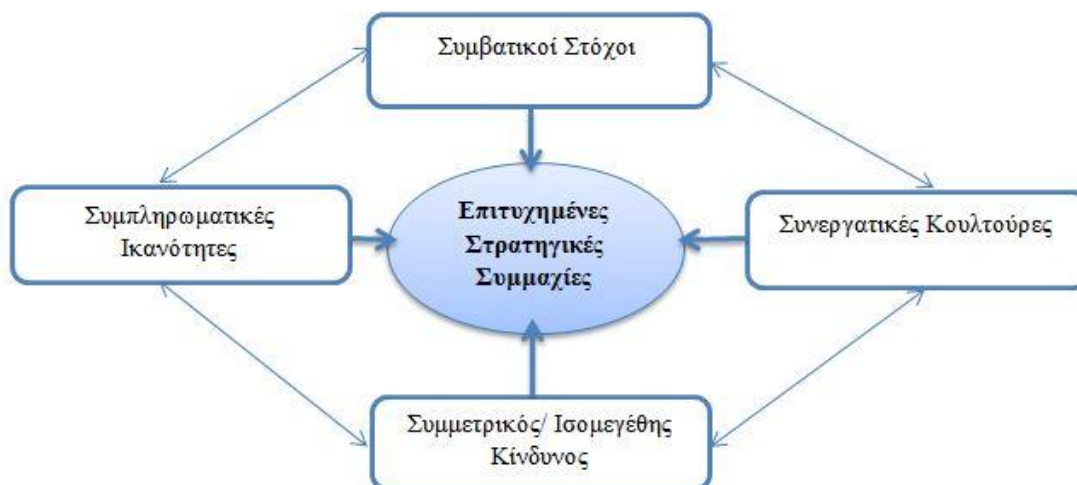 Συμβατικοί Στόχοι
Συμπληρωματικές
Ικανότητες
Επιτυχημένες
Στρατηγικές
Συμμαχίες
Συνεργατικές Κουλτούρες
Συμμετρικός/ Ισομεγέθης
Κίνδυνος